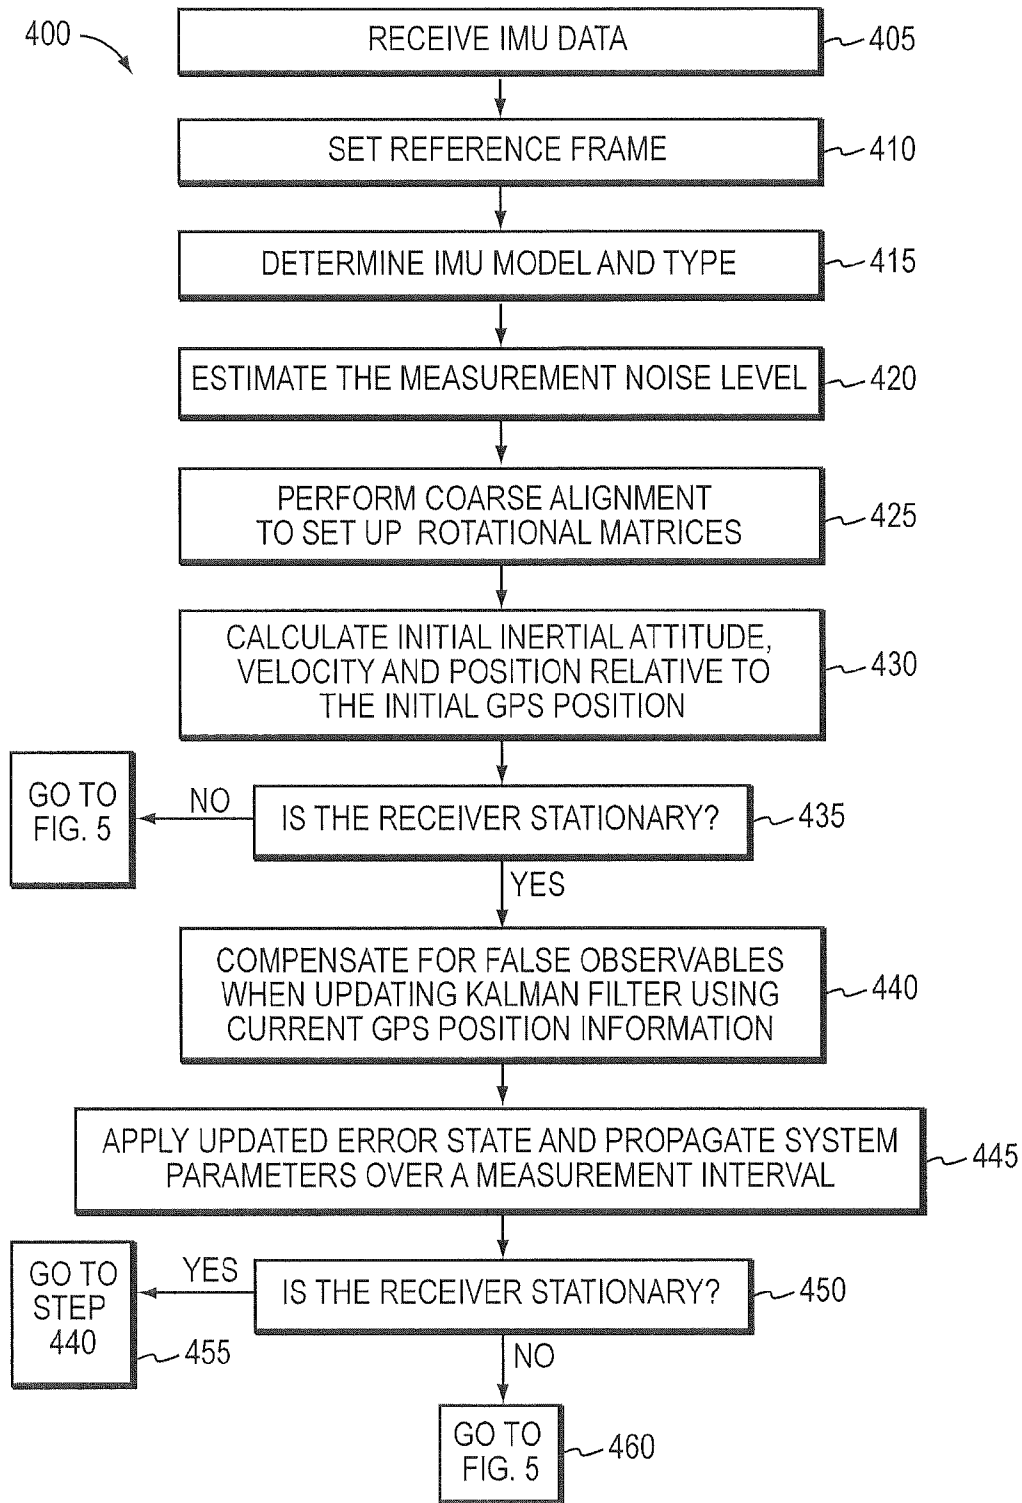 400
RECEIVE IMU DATA
405
SET REFERENCE FRAME
410
DETERMINE IMU MODEL AND TYPE
415
ESTIMATE THE MEASUREMENT NOISE LEVEL
420
PERFORM COARSE ALIGNMENT
TO SET UP ROTATIONAL MATRICES
425
CALCULATE INITIAL INERTIAL ATTITUDE,
VELOCITY AND POSITION RELATIVE TO
THE INITIAL GPS POSITION
430
GO TO
FIG. 5
NO
IS THE RECEIVER STATIONARY?
435
YES
COMPENSATE FOR FALSE OBSERVABLES
WHEN UPDATING KALMAN FILTER USING
CURRENT GPS POSITION INFORMATION
440
APPLY UPDATED ERROR STATE AND PROPAGATE SYSTEM
PARAMETERS OVER A MEASUREMENT INTERVAL
445
GO TO
STEP
440
455
YES
IS THE RECEIVER STATIONARY?
450
NO
GO TO
FIG. 5
460